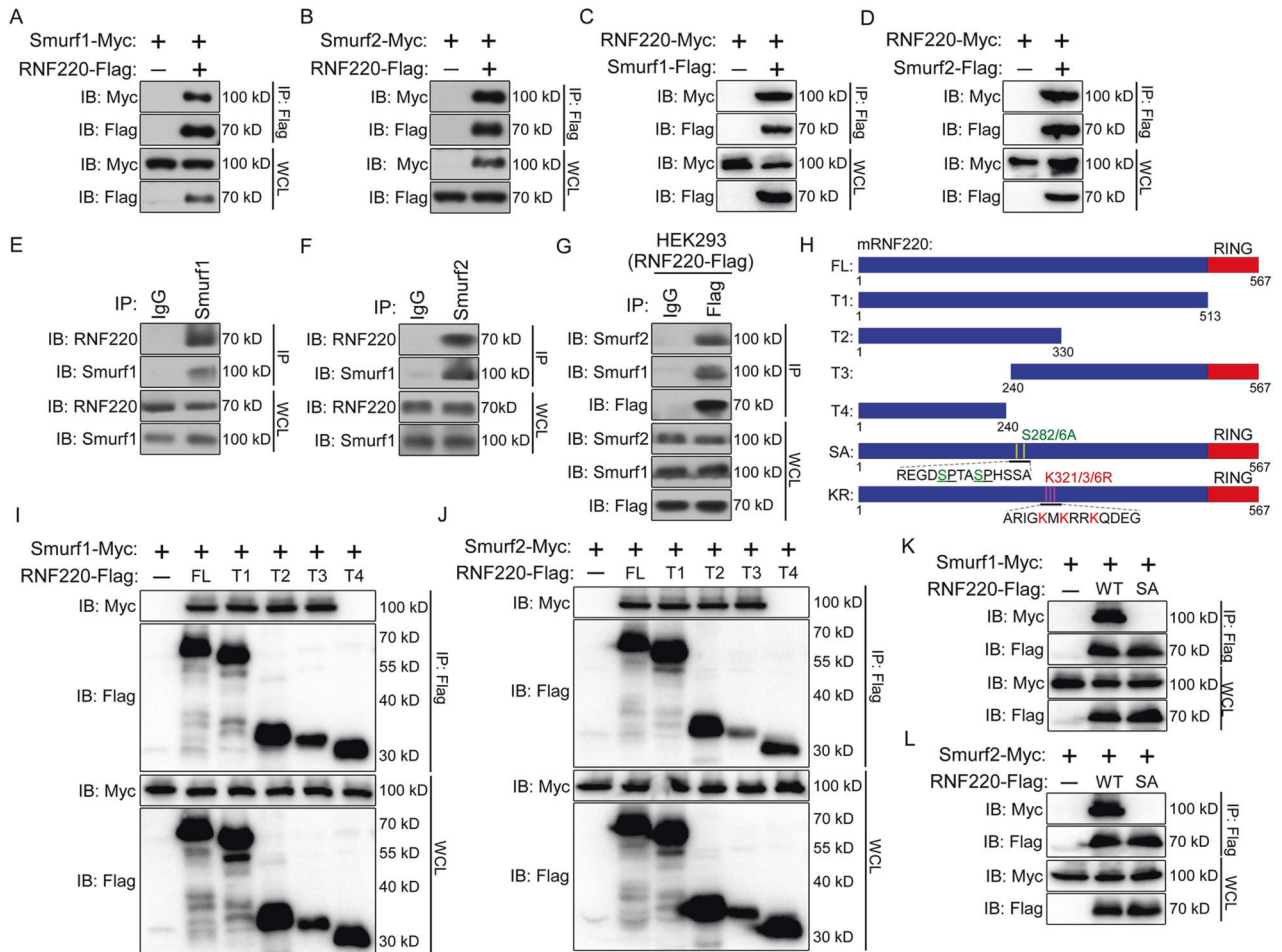 A
Smurf1-Myc: + +
RNF220-Flag: — +
IB: Myc 100 kD
IB: Flag 70 kD
IP: Flag
IB: Myc 100 kD
IB: Flag 70 kD
WCL
B
Smurf2-Myc: + +
RNF220-Flag: — +
IB: Myc 100 kD
IB: Flag 70 kD
IP: Flag
IB: Myc 100 kD
IB: Flag 70 kD
WCL
C
RNF220-Myc: + +
Smurf1-Flag: — +
IB: Myc 100 kD
IB: Flag 70 kD
IP: Flag
IB: Myc 100 kD
IB: Flag 70 kD
WCL
D
RNF220-Myc: + +
Smurf2-Flag: — +
IB: Myc 100 kD
IB: Flag 70 kD
IP: Flag
IB: Myc 100 kD
IB: Flag 70 kD
WCL
E
IP: IgG Smurf1
IB: RNF220 70 kD
IB: Smurf1 100 kD
IP
IB: RNF220 70 kD
IB: Smurf1 100 kD
WCL
F
IP: IgG Smurf2
IB: RNF220 70 kD
IB: Smurf1 100 kD
IP
IB: RNF220 70kD
IB: Smurf1 100 kD
WCL
G
HEK293
(RNF220-Flag)
IP: IgG Flag
IB: Smurf2 100 kD
IB: Smurf1 100 kD
IB: Flag 70 kD
IP
IB: Smurf2 100 kD
IB: Smurf1 100 kD
IB: Flag 70 kD
WCL
H
mRNF220: RING
FL:
1 567
T1:
1 513
T2:
1 330
T3:
240 567
T4:
1 240
S282/6A RING
SA:
1 567
REGDSPTASPHSSA
K321/3/6R RING
KR:
1 567
ARIGKMKRRKQDEG
I
Smurf1-Myc: + + + + + +
RNF220-Flag: — FL T1 T2 T3 T4
IB: Myc 100 kD
70 kD
55 kD
IB: Flag 40 kD
30 kD
IP: Flag
IB: Myc 100 kD
70 kD
55 kD
IB: Flag 40 kD
30 kD
WCL
J
Smurf2-Myc: + + + + + +
RNF220-Flag: — FL T1 T2 T3 T4
IB: Myc 100 kD
70 kD
55 kD
IB: Flag 40 kD
30 kD
IP: Flag
IB: Myc 100 kD
70 kD
55 kD
IB: Flag 40 kD
30 kD
WCL
K
Smurf1-Myc: + + +
RNF220-Flag: — WT SA
IB: Myc 100 kD
IB: Flag 70 kD
IP: Flag
IB: Myc 100 kD
IB: Flag 70 kD
WCL
L
Smurf2-Myc: + + +
RNF220-Flag: — WT SA
IB: Myc 100 kD
IB: Flag 70 kD
IP: Flag
IB: Myc 100 kD
IB: Flag 70 kD
WCL